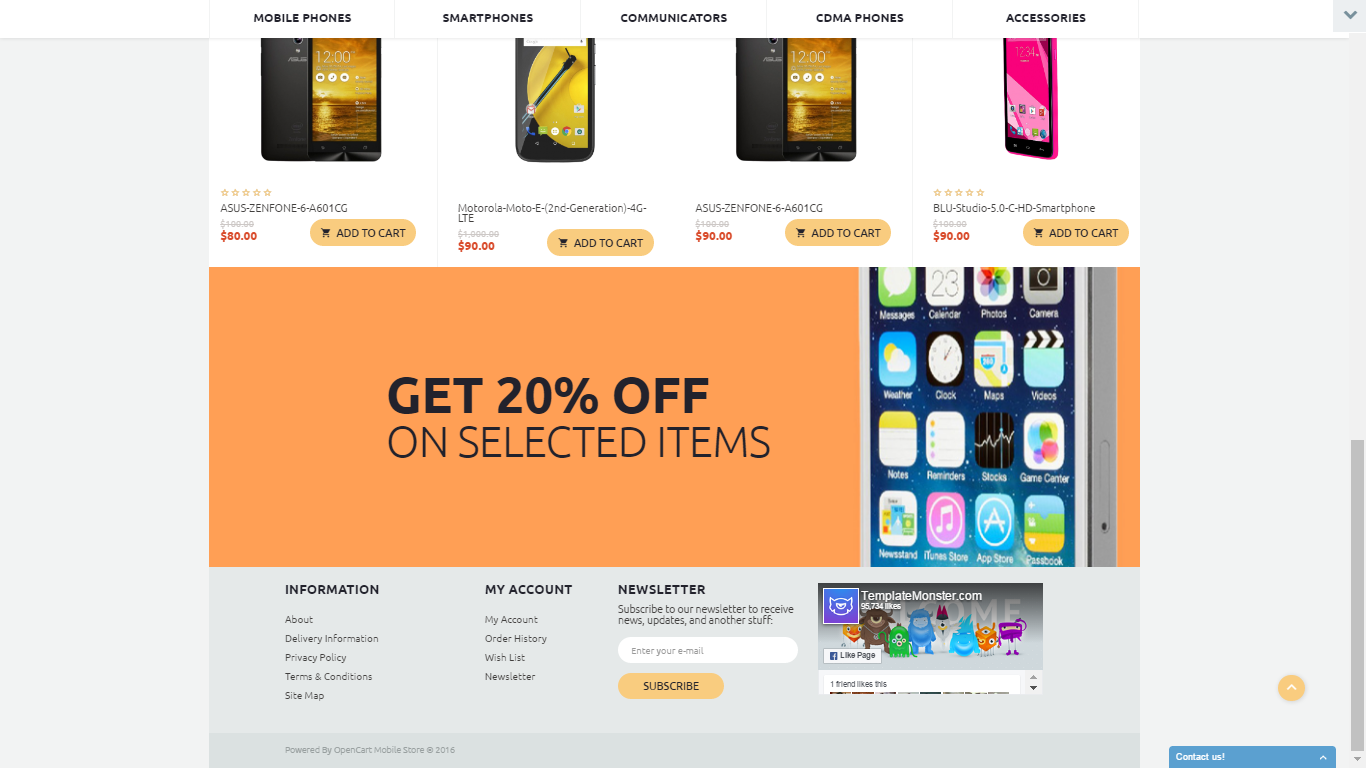 MOBILE PHONES
SMARTPHONES
COMMUNICATORS
CDMA PHONES
ACCESSORIES
ASUS
12:00
ASUS
12:00
ASUS-ZENFONE-6-A601CG
$100.00
$80.00
ADD TO CART
Motorola-Moto-E-(2nd-Generation)-4G-
LTE
$1,000.00
$90.00
ADD TO CART
ASUS-ZENFONE-6-A601CG
$100.00
$90.00
ADD TO CART
BLU-Studio-5.0-C-HD-Smartphone
$100.00
$90.00
ADD TO CART
GET 20% OFF
ON SELECTED ITEMS
23
Messages Calendar Photos Camera
Weather Clock Maps Videos
Notes Reminders Stocks Game Center
Newsstand iTunes Store App Store Passbook
INFORMATION
About
Delivery Information
Privacy Policy
Terms & Conditions
Site Map
MY ACCOUNT
My Account
Order History
Wish List
Newsletter
NEWSLETTER
Subscribe to our newsletter to receive
news, updates, and another stuff:
Enter your e-mail
SUBSCRIBE
TemplateMonster.com
95,734 likes
Like Page
1 friend likes this
Powered By OpenCart Mobile Store © 2016
Contact us!